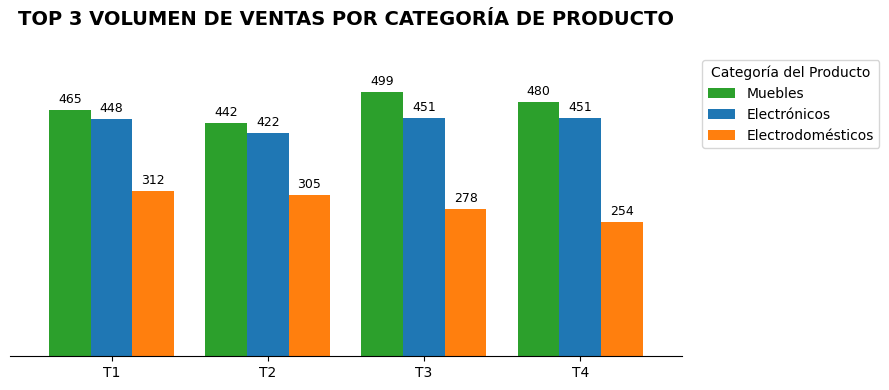 TOP 3 VOLUMEN DE VENTAS POR CATEGORÍA DE PRODUCTO
Categoría del Producto
Muebles
Electrónicos
Electrodomésticos
465 448 312 442 422 305 499 451 278 480 451 254
T1 T2 T3 T4